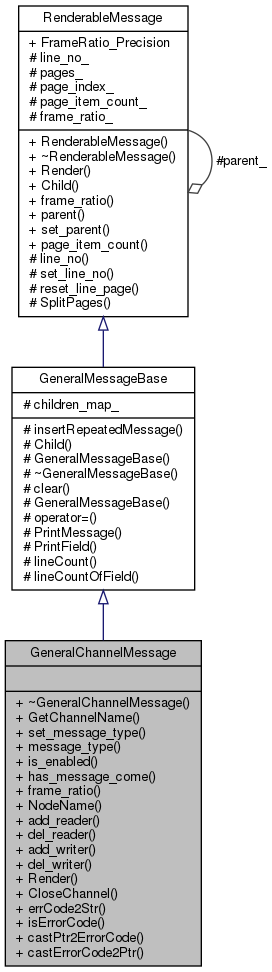 RenderableMessage
+ FrameRatio_Precision
# line_no_
# pages_
# page_index_
# page_item_count_
# frame_ratio_
+ RenderableMessage()
+ ~RenderableMessage()
+ Render()
+ Child()
+ frame_ratio()
+ parent()
+ set_parent()
+ page_item_count()
# line_no()
# set_line_no()
# reset_line_page()
# SplitPages()
#parent_
GeneralMessageBase
# children_map_
# insertRepeatedMessage()
# Child()
# GeneralMessageBase()
# ~GeneralMessageBase()
# clear()
# GeneralMessageBase()
# operator=()
# PrintMessage()
# PrintField()
# lineCount()
# lineCountOfField()
GeneralChannelMessage
+ ~GeneralChannelMessage()
+ GetChannelName()
+ set_message_type()
+ message_type()
+ is_enabled()
+ has_message_come()
+ frame_ratio()
+ NodeName()
+ add_reader()
+ del_reader()
+ add_writer()
+ del_writer()
+ Render()
+ CloseChannel()
+ errCode2Str()
+ isErrorCode()
+ castPtr2ErrorCode()
+ castErrorCode2Ptr()